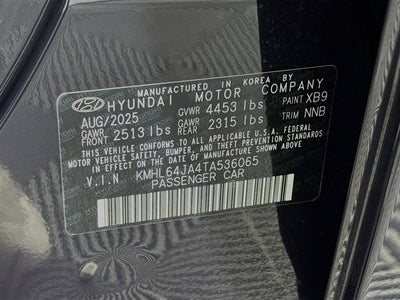 MANUFACTURED IN KOREA BY
HYUNDAI MOTOR COMPANY
AUG/2025 GVWR 4453 lbs PAINT XB9
GAWR FRONT 2513 lbs GAWR REAR 2315 lbs TRIM NNB
THIS VEHICLE CONFORMS TO ALL APPLICABLE U.S.A. FEDERAL
MOTOR VEHICLE SAFETY, BUMPER, AND THEFT PREVENTION STANDARDS
IN EFFECT ON THE DATE OF MANUFACTURE SHOWN ABOVE.
V.I.N. KMHL64JA4TA536065
PASSENGER CAR